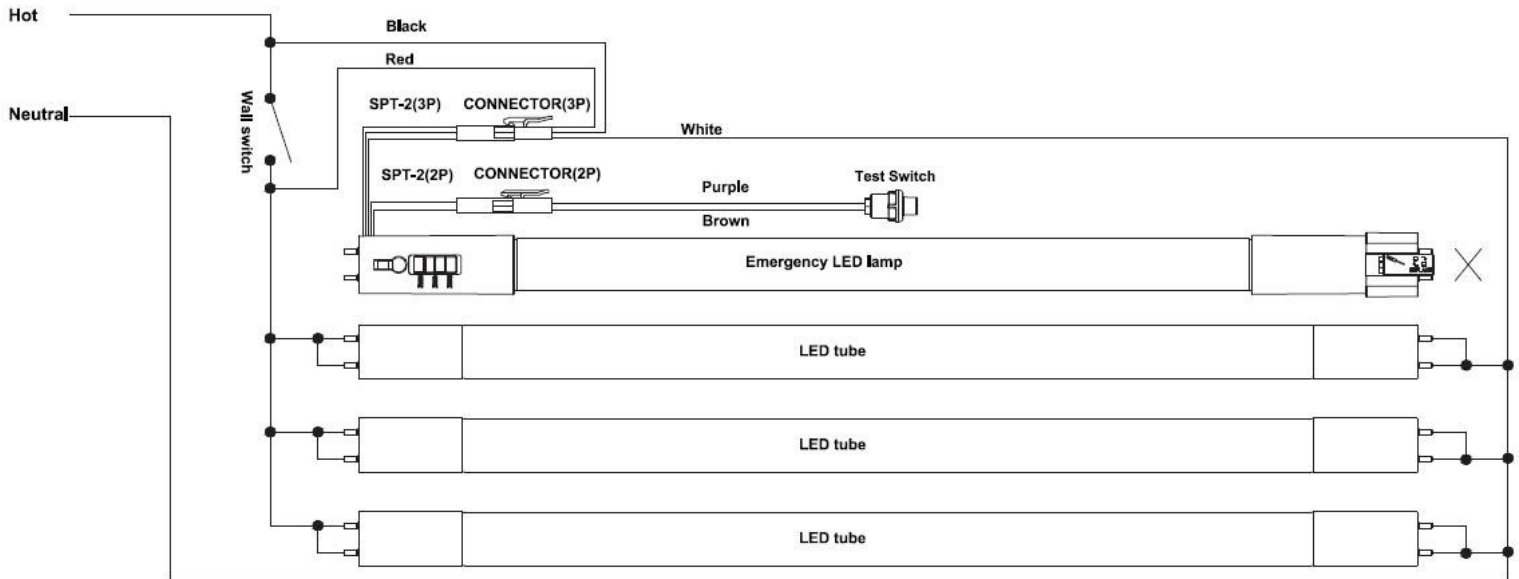 Hot
Black
Red
SPT-2(3P) CONNECTOR(3P)
Neutral
Wall switch
White
SPT-2(2P) CONNECTOR(2P)
Purple
Test Switch
Brown
Emergency LED lamp
LED tube
LED tube
LED tube